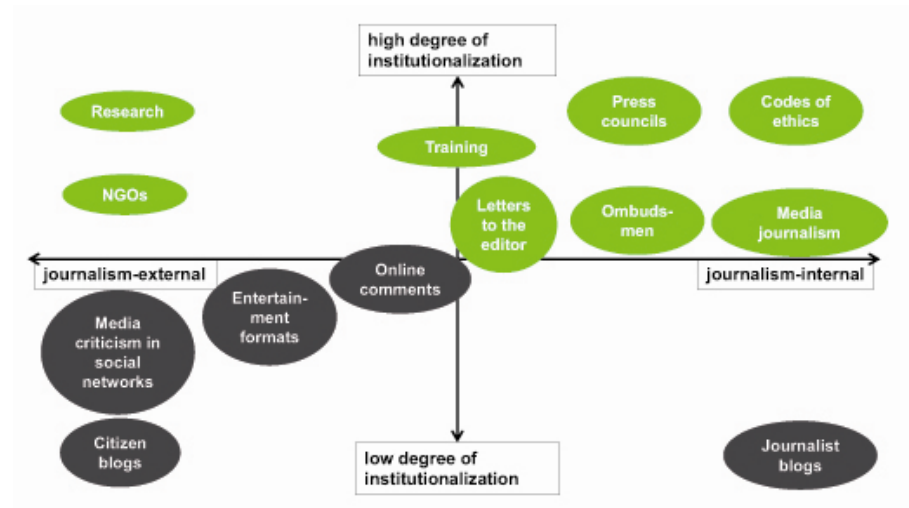 high degree of
institutionalization
Research
Press
councils
Codes of
ethics
Training
NGOs
Letters
to the
editor
Ombuds-
men
Media
journalism
journalism-external
Online
comments
journalism-internal
Entertain-
ment
formats
Media
criticism in
social
networks
Citizen
blogs
low degree of
institutionalization
Journalist
blogs